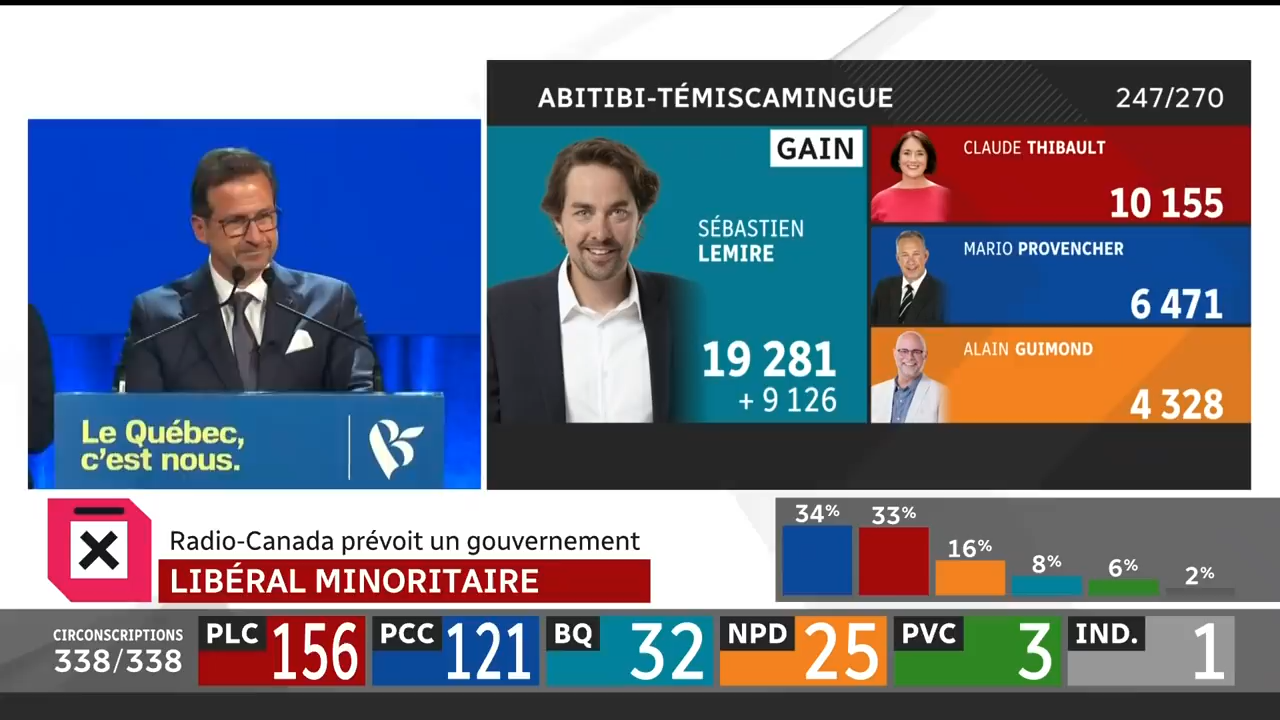 ABITIBI-TÉMISCAMINGUE
247/270
GAIN
SÉBASTIEN
LEMIRE
19 281
+ 9 126
CLAUDE THIBAULT
10 155
MARIO PROVENCHER
6 471
ALAIN GUIMOND
4 328
Le Québec,
c'est nous.
Radio-Canada prévoit un gouvernement
LIBÉRAL MINORITAIRE
34%
33%
16%
8%
6%
2%
CIRCONSCRIPTIONS
338/338
PLC 156
PCC 121
BQ 32
NPD 25
PVC 3
IND. 1